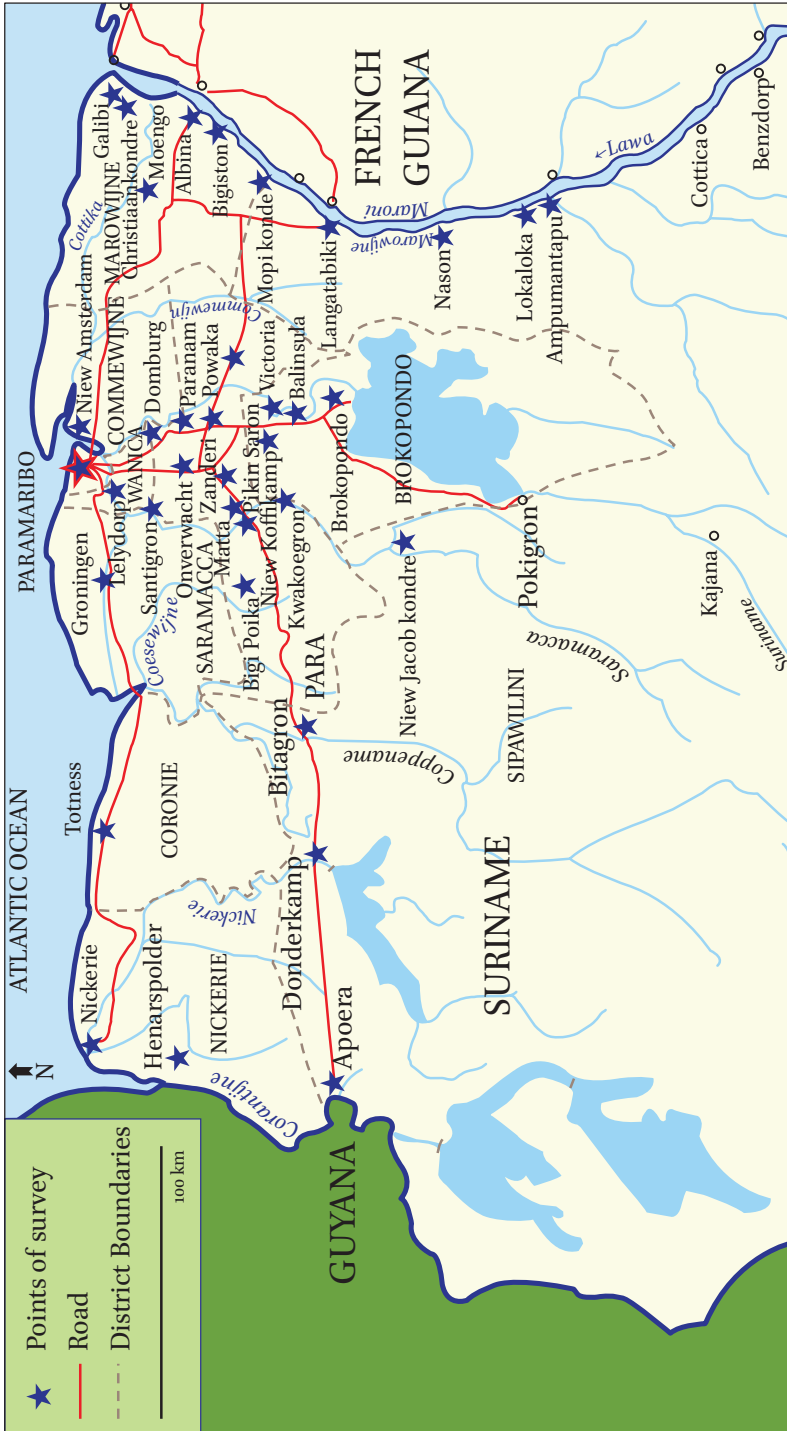 Points of survey
Road
District Boundaries
100 km
N
ATLANTIC OCEAN
PARAMARIBO
GUYANA
SURINAME
FRENCH
GUIANA
Nickerie
Henarspolder
NICKERIE
Corantijne
Apoera
Donderkamp
Nickerie
Totness
CORONIE
Bitagron
PARA
Coppename
SIPAWILINI
Groningen
Lelydorp
WANICA
Santigron
Coesewijne
SARAMACCA
Onverwacht
Zanderi
Matta
Bigi Poika
Pikin Saron
Niew Koffikamp
Kwakoegron
Niew Jacob kondre
Saramacca
Pokigron
Kajana
Suriname
Niew Amsterdam
COMMEWIJNE
Domburg
Paranam
Powaka
Victoria
Balinsula
Brokopondo
BROKOPONDO
Commewijn
Cottika
MAROWIJNE
Galibi
Christiaankondre
Moengo
Albina
Bigiston
Mopi konde
Langatabiki
Marowijne
Maroni
Nason
Lokaloka
Ampumantapu
←Lawa
Cottica
Benzdorp